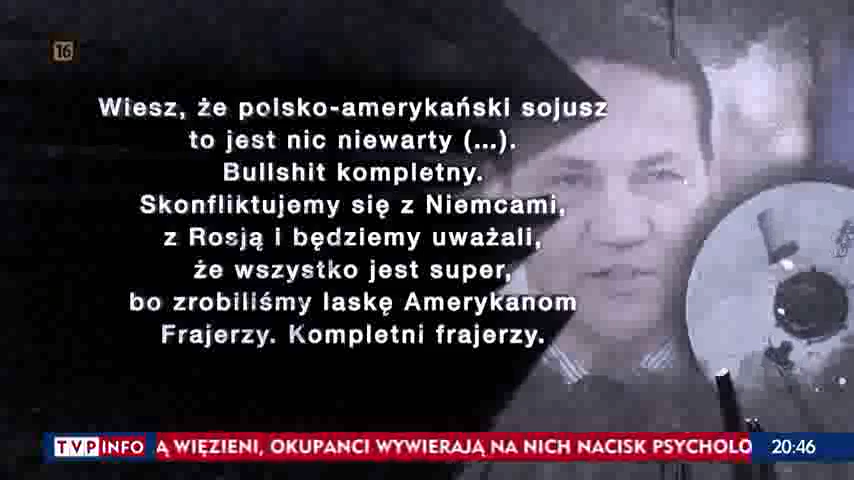 16
Wiesz, że polsko-amerykański sojusz
to jest nic niewarty (...).
Bullshit kompletny.
Skonfliktujemy się z Niemcami,
z Rosją i będziemy uważali,
że wszystko jest super,
bo zrobiliśmy laskę Amerykanom
Frajerzy. Kompletni frajerzy.
TVP INFO Ą WIĘZIENI, OKUPANCI WYWIERAJĄ NA NICH NACISK PSYCHOLO 20:46